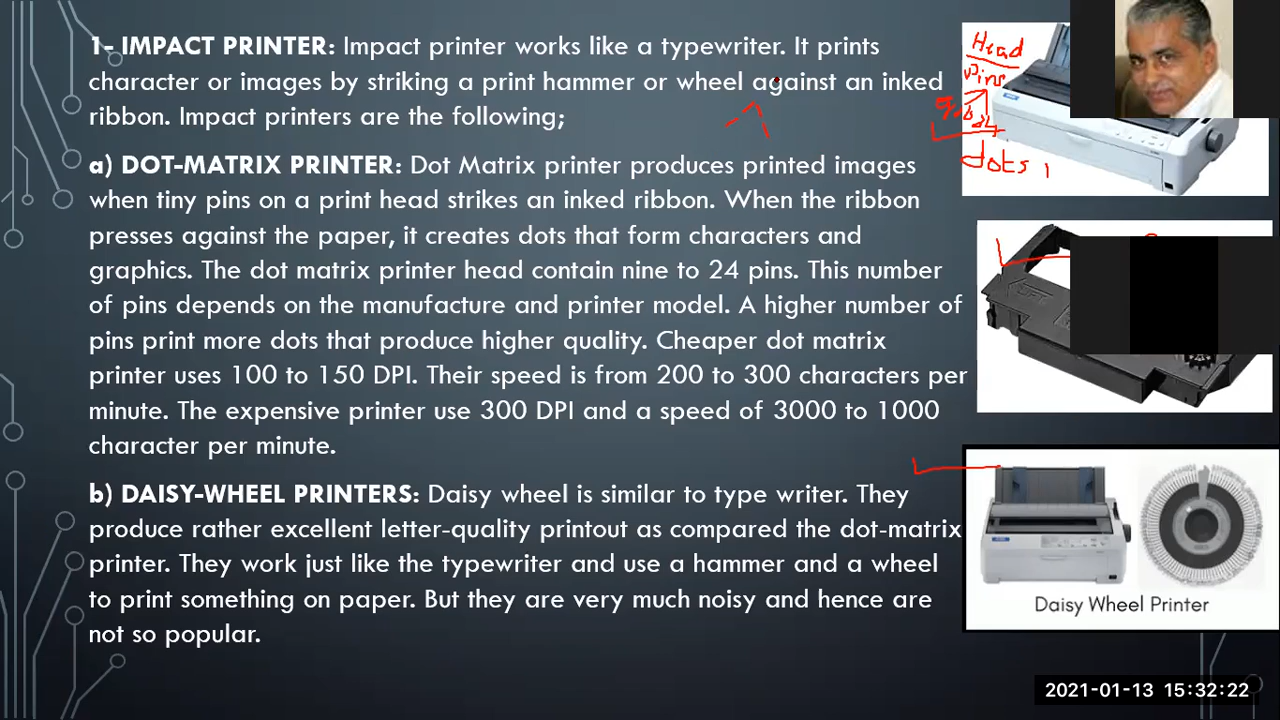 1- IMPACT PRINTER: Impact printer works like a typewriter. It prints
character or images by striking a print hammer or wheel against an inked
ribbon. Impact printers are the following;
a) DOT-MATRIX PRINTER: Dot Matrix printer produces printed images
when tiny pins on a print head strikes an inked ribbon. When the ribbon
presses against the paper, it creates dots that form characters and
graphics. The dot matrix printer head contain nine to 24 pins. This number
of pins depends on the manufacture and printer model. A higher number of
pins print more dots that produce higher quality. Cheaper dot matrix
printer uses 100 to 150 DPI. Their speed is from 200 to 300 characters per
minute. The expensive printer use 300 DPI and a speed of 3000 to 1000
character per minute.
b) DAISY-WHEEL PRINTERS: Daisy wheel is similar to type writer. They
produce rather excellent letter-quality printout as compared the dot-matrix
printer. They work just like the typewriter and use a hammer and a wheel
to print something on paper. But they are very much noisy and hence are
not so popular.
Head
Pins
dots
Daisy Wheel Printer
2021-01-13 15:32:22